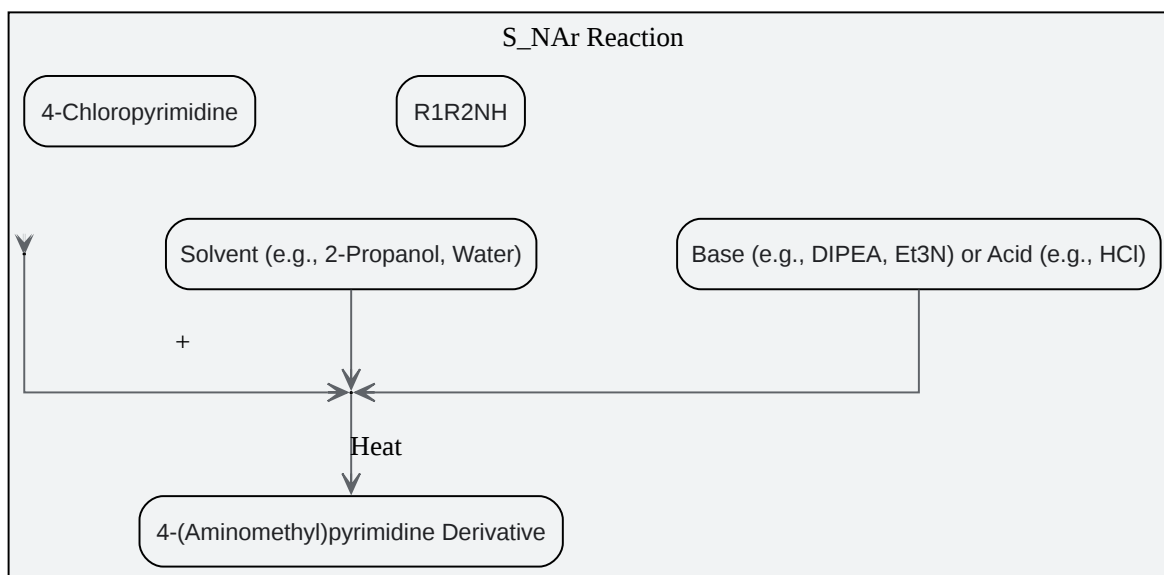 S_NAr Reaction
4-Chloropyrimidine
R1R2NH
Solvent (e.g., 2-Propanol, Water)
Base (e.g., DIPEA, Et3N) or Acid (e.g., HCl)
+
Heat
4-(Aminomethyl)pyrimidine Derivative